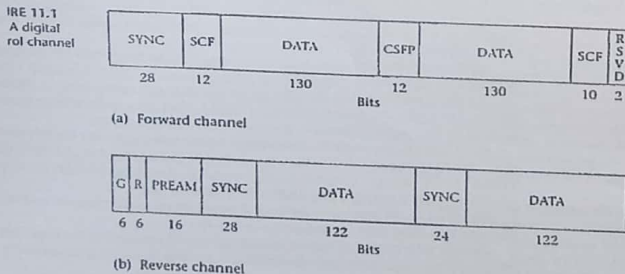 IRE 11.1
A digital
rol channel
SYNC SCF DATA CSFP DATA SCF RSVD
28 12 130 12 130 10 2
Bits
(a) Forward channel
G R PREAM SYNC DATA SYNC DATA
6 6 16 28 122 24 122
Bits
(b) Reverse channel